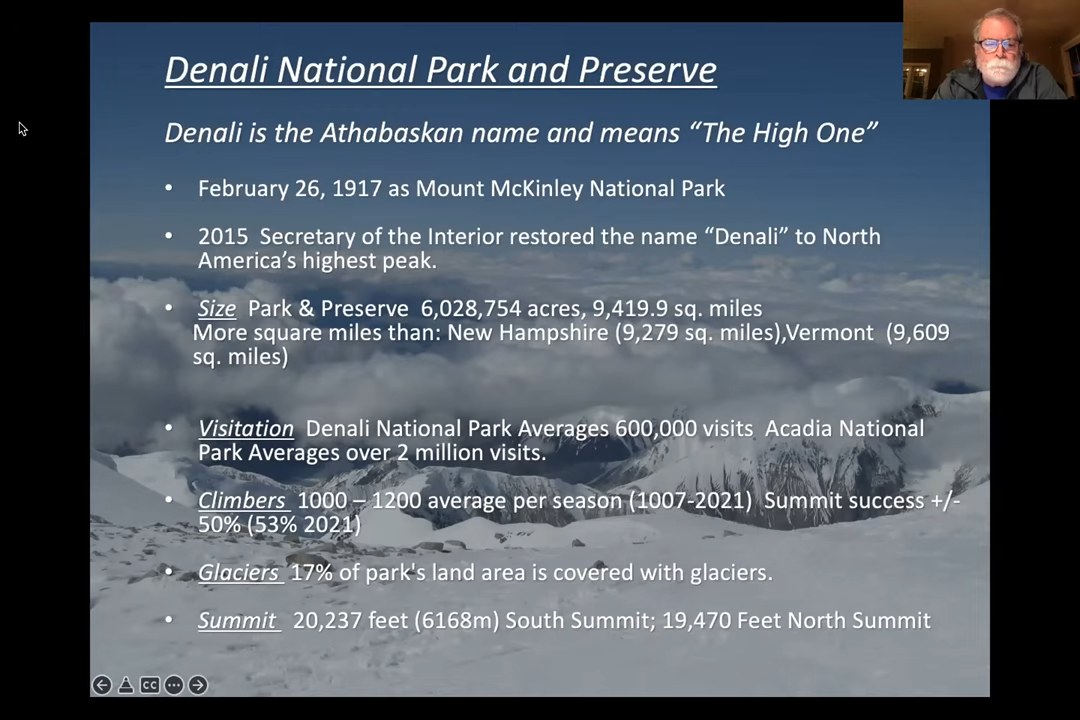 Denali National Park and Preserve
Denali is the Athabaskan name and means “The High One”
• February 26, 1917 as Mount McKinley National Park
• 2015  Secretary of the Interior restored the name “Denali” to North
America’s highest peak.
• Size  Park & Preserve  6,028,754 acres, 9,419.9 sq. miles
More square miles than: New Hampshire (9,279 sq. miles),Vermont  (9,609
sq. miles)
• Visitation  Denali National Park Averages 600,000 visits  Acadia National
Park Averages over 2 million visits.
• Climbers  1000 – 1200 average per season (1007-2021)  Summit success +/-
50% (53% 2021)
• Glaciers  17% of park's land area is covered with glaciers.
• Summit  20,237 feet (6168m) South Summit; 19,470 Feet North Summit
CC